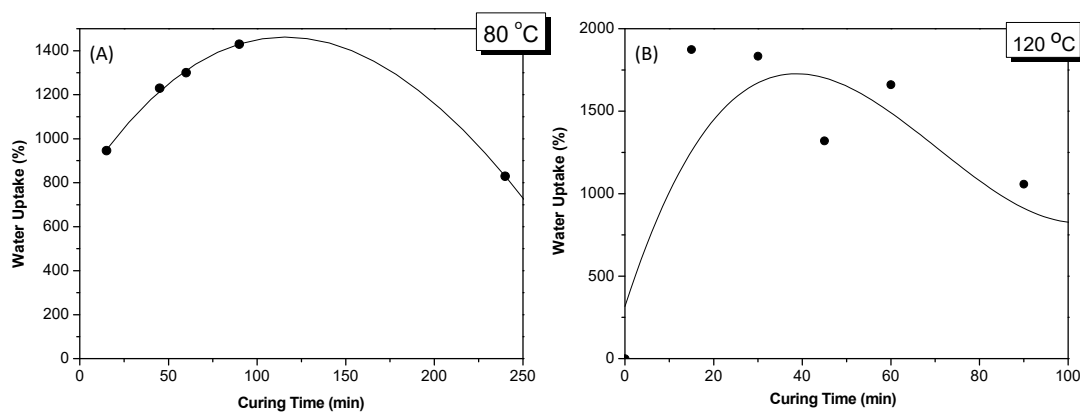 (A)
80 °C
Water Uptake (%)
1400
1200
1000
800
600
400
200
0
0 50 100 150 200 250
Curing Time (min)
(B)
120 °C
Water Uptake (%)
2000
1500
1000
500
0
0 20 40 60 80 100
Curing Time (min)